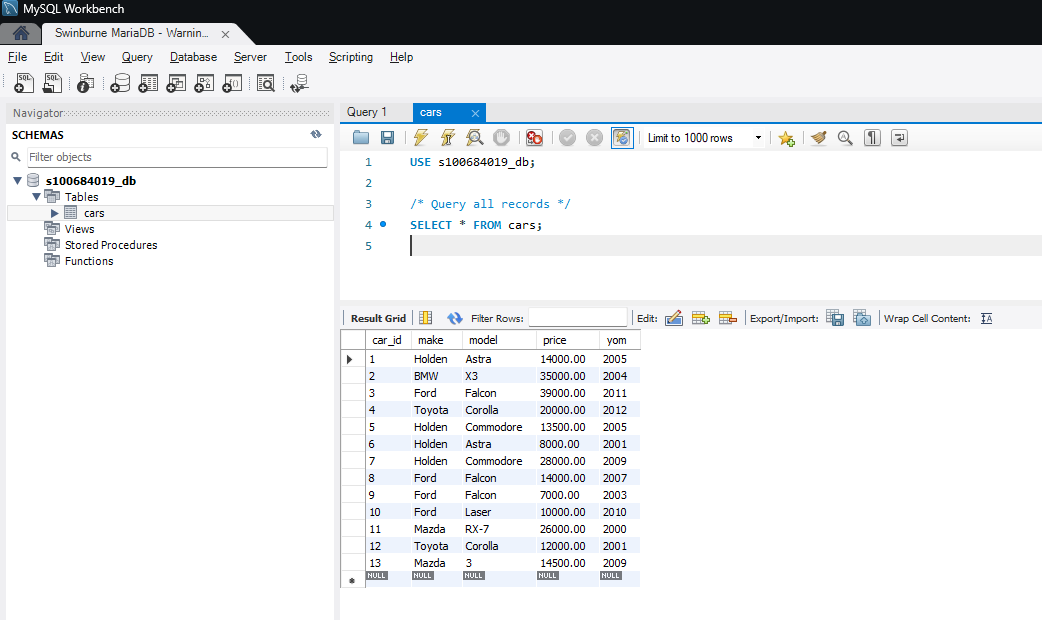 MySQL Workbench
Swinburne MariaDB - Warnin...
File Edit View Query Database Server Tools Scripting Help
Navigator
SCHEMAS
Filter objects
s100684019_db
Tables
cars
Views
Stored Procedures
Functions
Query 1 cars
Limit to 1000 rows
1 USE s100684019_db;
2
3 /* Query all records */
4 SELECT * FROM cars;
5
Result Grid Filter Rows: Edit: Export/Import: Wrap Cell Content:
car_id make model price yom
1 Holden Astra 14000.00 2005
2 BMW X3 35000.00 2004
3 Ford Falcon 39000.00 2011
4 Toyota Corolla 20000.00 2012
5 Holden Commodore 13500.00 2005
6 Holden Astra 8000.00 2001
7 Holden Commodore 28000.00 2009
8 Ford Falcon 14000.00 2007
9 Ford Falcon 7000.00 2003
10 Ford Laser 10000.00 2010
11 Mazda RX-7 26000.00 2000
12 Toyota Corolla 12000.00 2001
13 Mazda 3 14500.00 2009
NULL NULL NULL NULL NULL